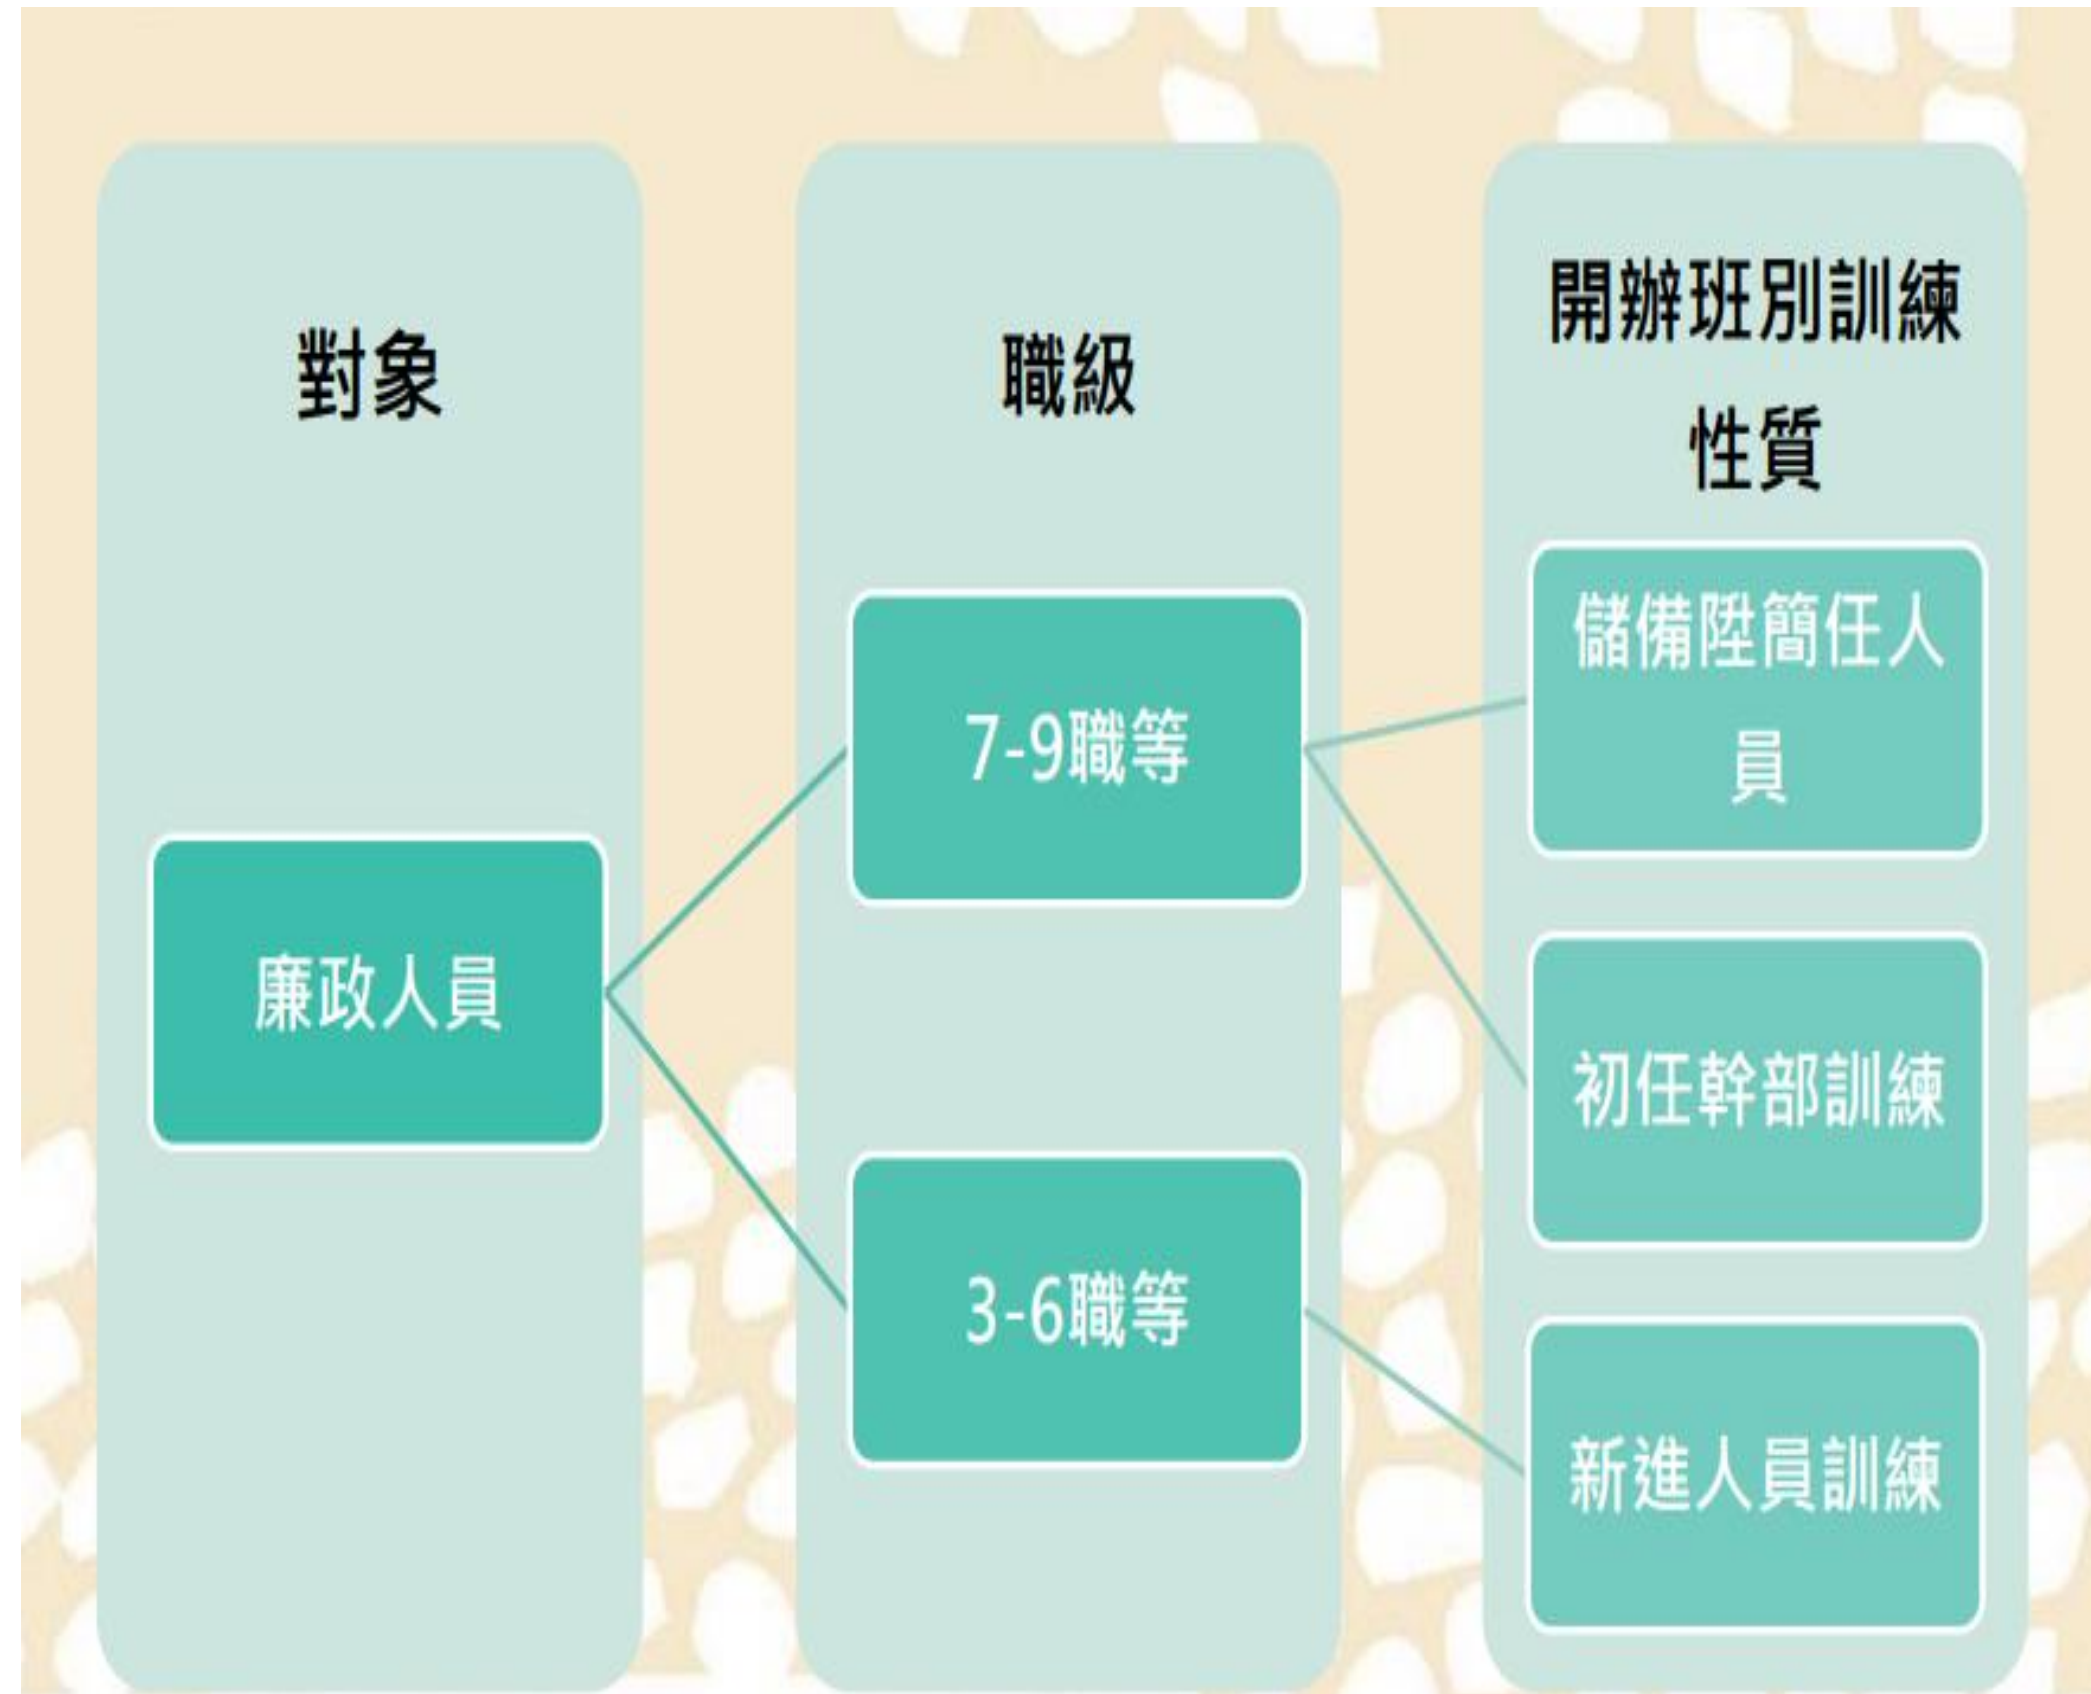 對象
廉政人員
職級
7-9職等
3-6職等
開辦班別訓練
性質
儲備陞簡任人
員
初任幹部訓練
新進人員訓練